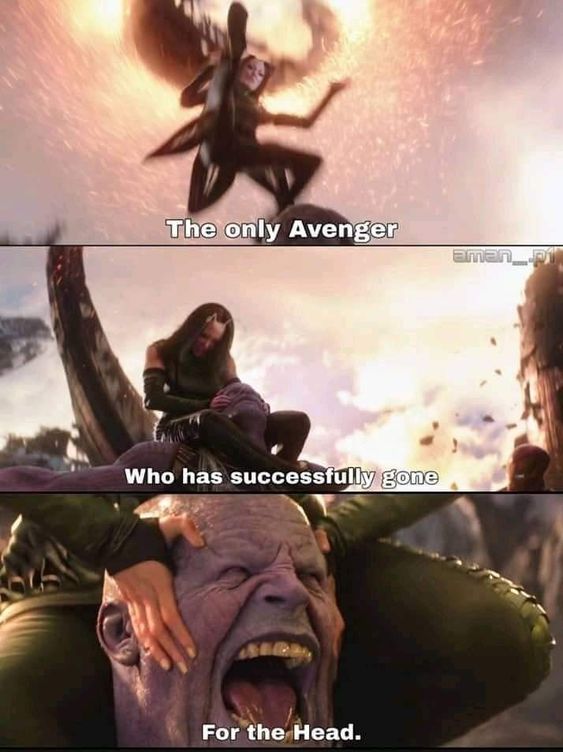 The only Avenger
aman_.p1
Who has successfully gone
For the Head.